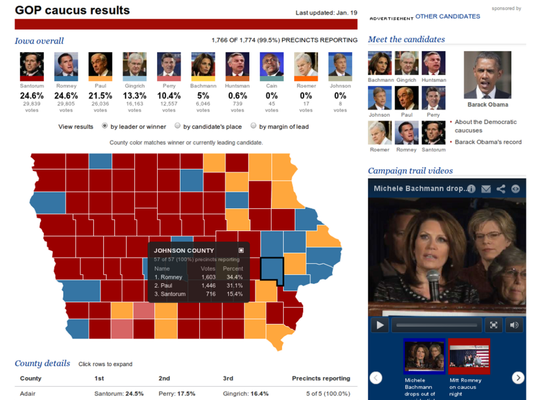 GOP caucus results
Last updated: Jan. 19
Iowa overall
1,766 OF 1,774 (99.5%) PRECINCTS REPORTING
Santorum Romney Paul Gingrich Perry Bachmann Huntsman Cain Roemer Johnson
24.6% 24.6% 21.5% 13.3% 10.4% 5% 0.6% 0% 0% 0%
29,839 29,805 26,036 16,163 12,557 6,046 739 45 17 8
votes votes votes votes votes votes votes votes votes votes
View results by leader or winner by candidate's place by margin of lead
County color matches winner or currently leading candidate.
JOHNSON COUNTY
57 of 57 (100%) precincts reporting
Name Votes Percent
1. Romney 1,603 34.4%
2. Paul 1,446 31.1%
3. Santorum 716 15.4%
County details Click rows to expand
County 1st 2nd 3rd Precincts reporting
Adair Santorum: 24.5% Perry: 17.5% Gingrich: 16.4% 5 of 5 (100.0%)
sponsored by
ADVERTISEMENT OTHER CANDIDATES
Meet the candidates
Bachmann Gingrich Huntsman
Johnson Paul Perry
Roemer Romney Santorum
Barack Obama
• About the Democratic
caucuses
• Barack Obama's record
Campaign trail videos
Michele Bachmann drop...
Michele
Bachmann
drops out of
Mitt Romney
on caucus
night